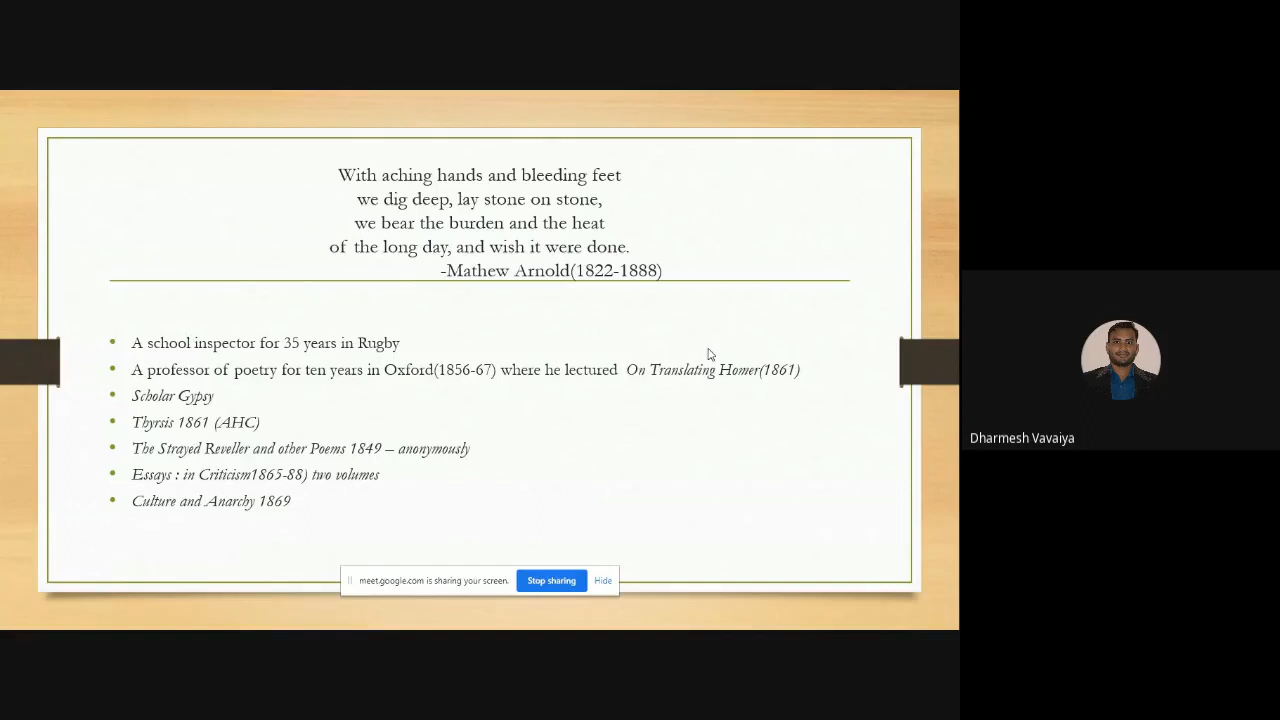 With aching hands and bleeding feet
we dig deep, lay stone on stone,
we bear the burden and the heat
of the long day, and wish it were done.
-Mathew Arnold(1822-1888)
• A school inspector for 35 years in Rugby
• A professor of poetry for ten years in Oxford(1856-67) where he lectured On Translating Homer(1861)
• Scholar Gypsy
• Thyrsis 1861 (AHC)
• The Strayed Reveller and other Poems 1849 – anonymously
• Essays : in Criticism1865-88) two volumes
• Culture and Anarchy 1869
meet.google.com is sharing your screen. Stop sharing Hide
Dharmesh Vavaiya